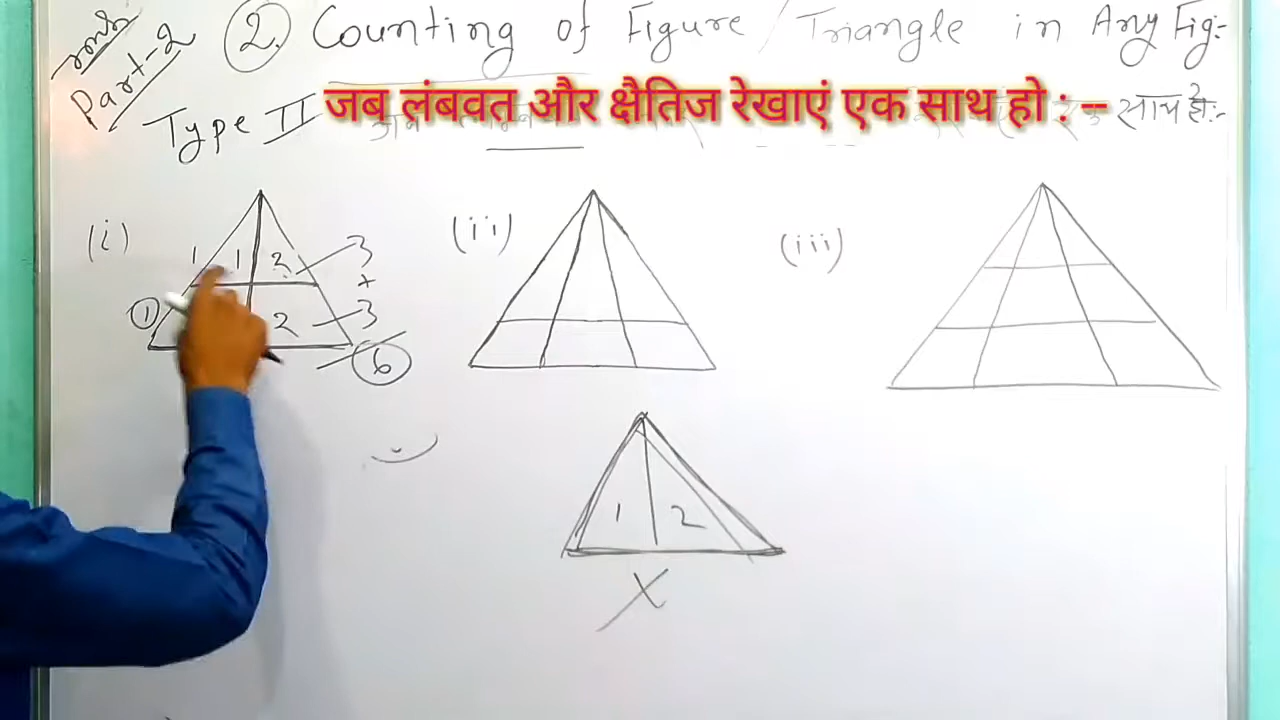 Part-2
② Counting of Figure / Triangle in Any Fig:-
जब लंबवत और क्षैतिज रेखाएं एक साथ हो : --
Type II साथ हो:-
(i)
1 1 2 3
+
① 2 3
⑥
(ii)
(iii)
1 2
X